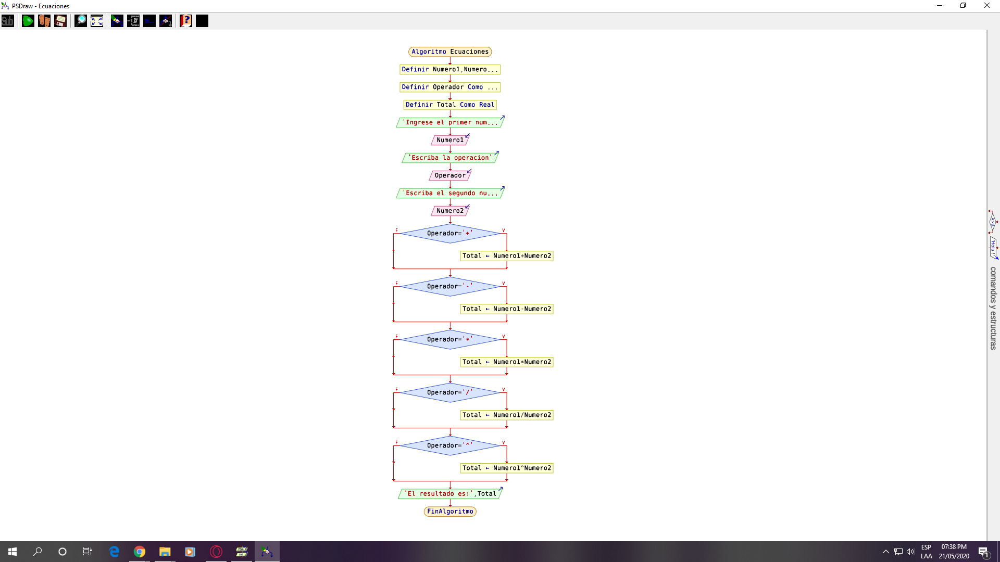 PSDraw - Ecuaciones
Sub
Algoritmo Ecuaciones
Definir Numero1,Numero...
Definir Operador Como ...
Definir Total Como Real
'Ingrese el primer num...
Numero1
'Escriba la operacion'
Operador
'Escriba el segundo nu...
Numero2
F Operador='+' V
Total ← Numero1+Numero2
F Operador='-' V
Total ← Numero1-Numero2
F Operador='*' V
Total ← Numero1*Numero2
F Operador='/' V
Total ← Numero1/Numero2
F Operador='^' V
Total ← Numero1^Numero2
'El resultado es:',Total
FinAlgoritmo
A>B
'Hola !'
comandos y estructuras
ESP
LAA
07:38 PM
21/05/2020
1